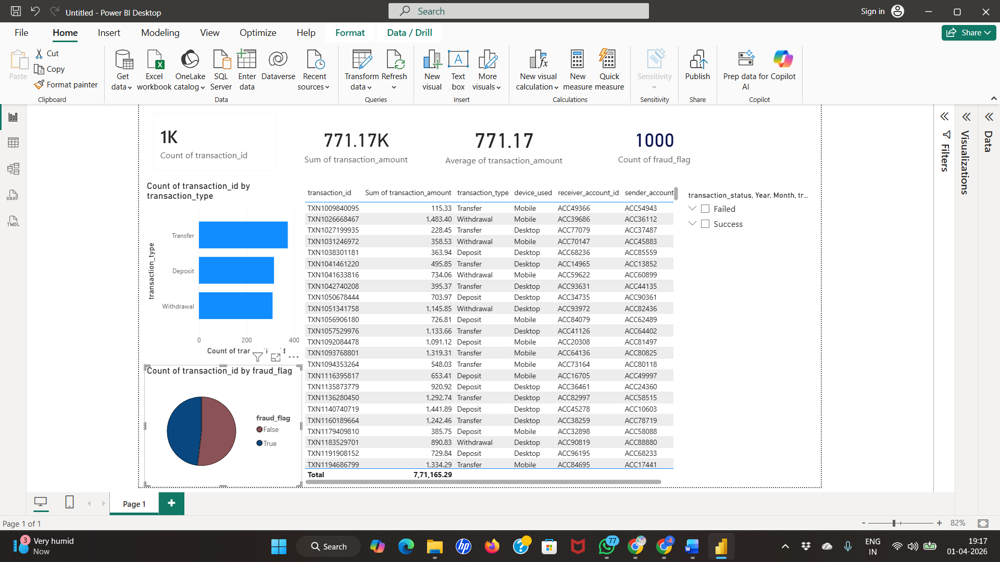 Untitled - Power BI Desktop
Search
Sign in
File Home Insert Modeling View Optimize Help Format Data / Drill
Share
Paste
Cut
Copy
Format painter
Clipboard
Get data
Excel workbook
OneLake catalog
SQL Server
Enter data
Dataverse
Recent sources
Data
Transform data
Refresh
Queries
New visual
Text box
More visuals
Insert
New visual calculation
New measure
Quick measure
Calculations
Sensitivity
Sensitivity
Publish
Share
Prep data for AI
Copilot
Copilot
DAX
TMDL
1K
Count of transaction_id
771.17K
Sum of transaction_amount
771.17
Average of transaction_amount
1000
Count of fraud_flag
Filters
Visualizations
Data
Count of transaction_id by
transaction_type
transaction_type
Transfer
Deposit
Withdrawal
0 200 400
Count of tran
Count of transaction_id by fraud_flag
fraud_flag
False
True
transaction_id Sum of transaction_amount transaction_type device_used receiver_account_id sender_account
TXN1009840095 115.33 Transfer Mobile ACC49366 ACC54943
TXN1026668467 1,483.40 Withdrawal Mobile ACC39686 ACC36112
TXN1027199935 228.45 Transfer Desktop ACC77079 ACC37487
TXN1031246972 358.53 Withdrawal Mobile ACC70147 ACC45883
TXN1038301181 363.94 Deposit Desktop ACC68236 ACC85559
TXN1041461220 495.85 Transfer Desktop ACC14965 ACC13852
TXN1041633816 734.06 Withdrawal Mobile ACC59622 ACC60899
TXN1042740208 395.37 Transfer Desktop ACC93631 ACC44135
TXN1050678444 703.97 Deposit Desktop ACC34735 ACC90361
TXN1051341758 1,145.85 Withdrawal Desktop ACC93972 ACC82436
TXN1056906180 726.81 Deposit Mobile ACC84079 ACC62489
TXN1057529976 1,133.66 Transfer Desktop ACC41126 ACC64402
TXN1092084478 1,091.12 Deposit Mobile ACC20308 ACC81497
TXN1093768801 1,319.31 Transfer Mobile ACC64136 ACC80825
TXN1094353264 548.03 Transfer Mobile ACC73164 ACC80118
TXN1116395817 653.41 Deposit Mobile ACC16705 ACC49997
TXN1135873779 920.92 Deposit Desktop ACC36461 ACC24360
TXN1136280450 1,292.74 Transfer Desktop ACC82997 ACC58515
TXN1140740719 1,441.89 Deposit Desktop ACC45278 ACC10603
TXN1160189664 1,242.46 Transfer Desktop ACC38259 ACC78719
TXN1179409810 385.75 Deposit Mobile ACC32898 ACC58088
TXN1183529701 890.83 Withdrawal Desktop ACC90819 ACC88880
TXN1191908152 729.84 Deposit Desktop ACC96195 ACC68233
TXN1194686799 1,334.29 Transfer Mobile ACC84695 ACC17441
Total 7,71,165.29
transaction_status, Year, Month, tr...
Failed
Success
Page 1
Page 1 of 1
82%
3
Very humid
Now
Search
77
ENG
IN
19:17
01-04-2026